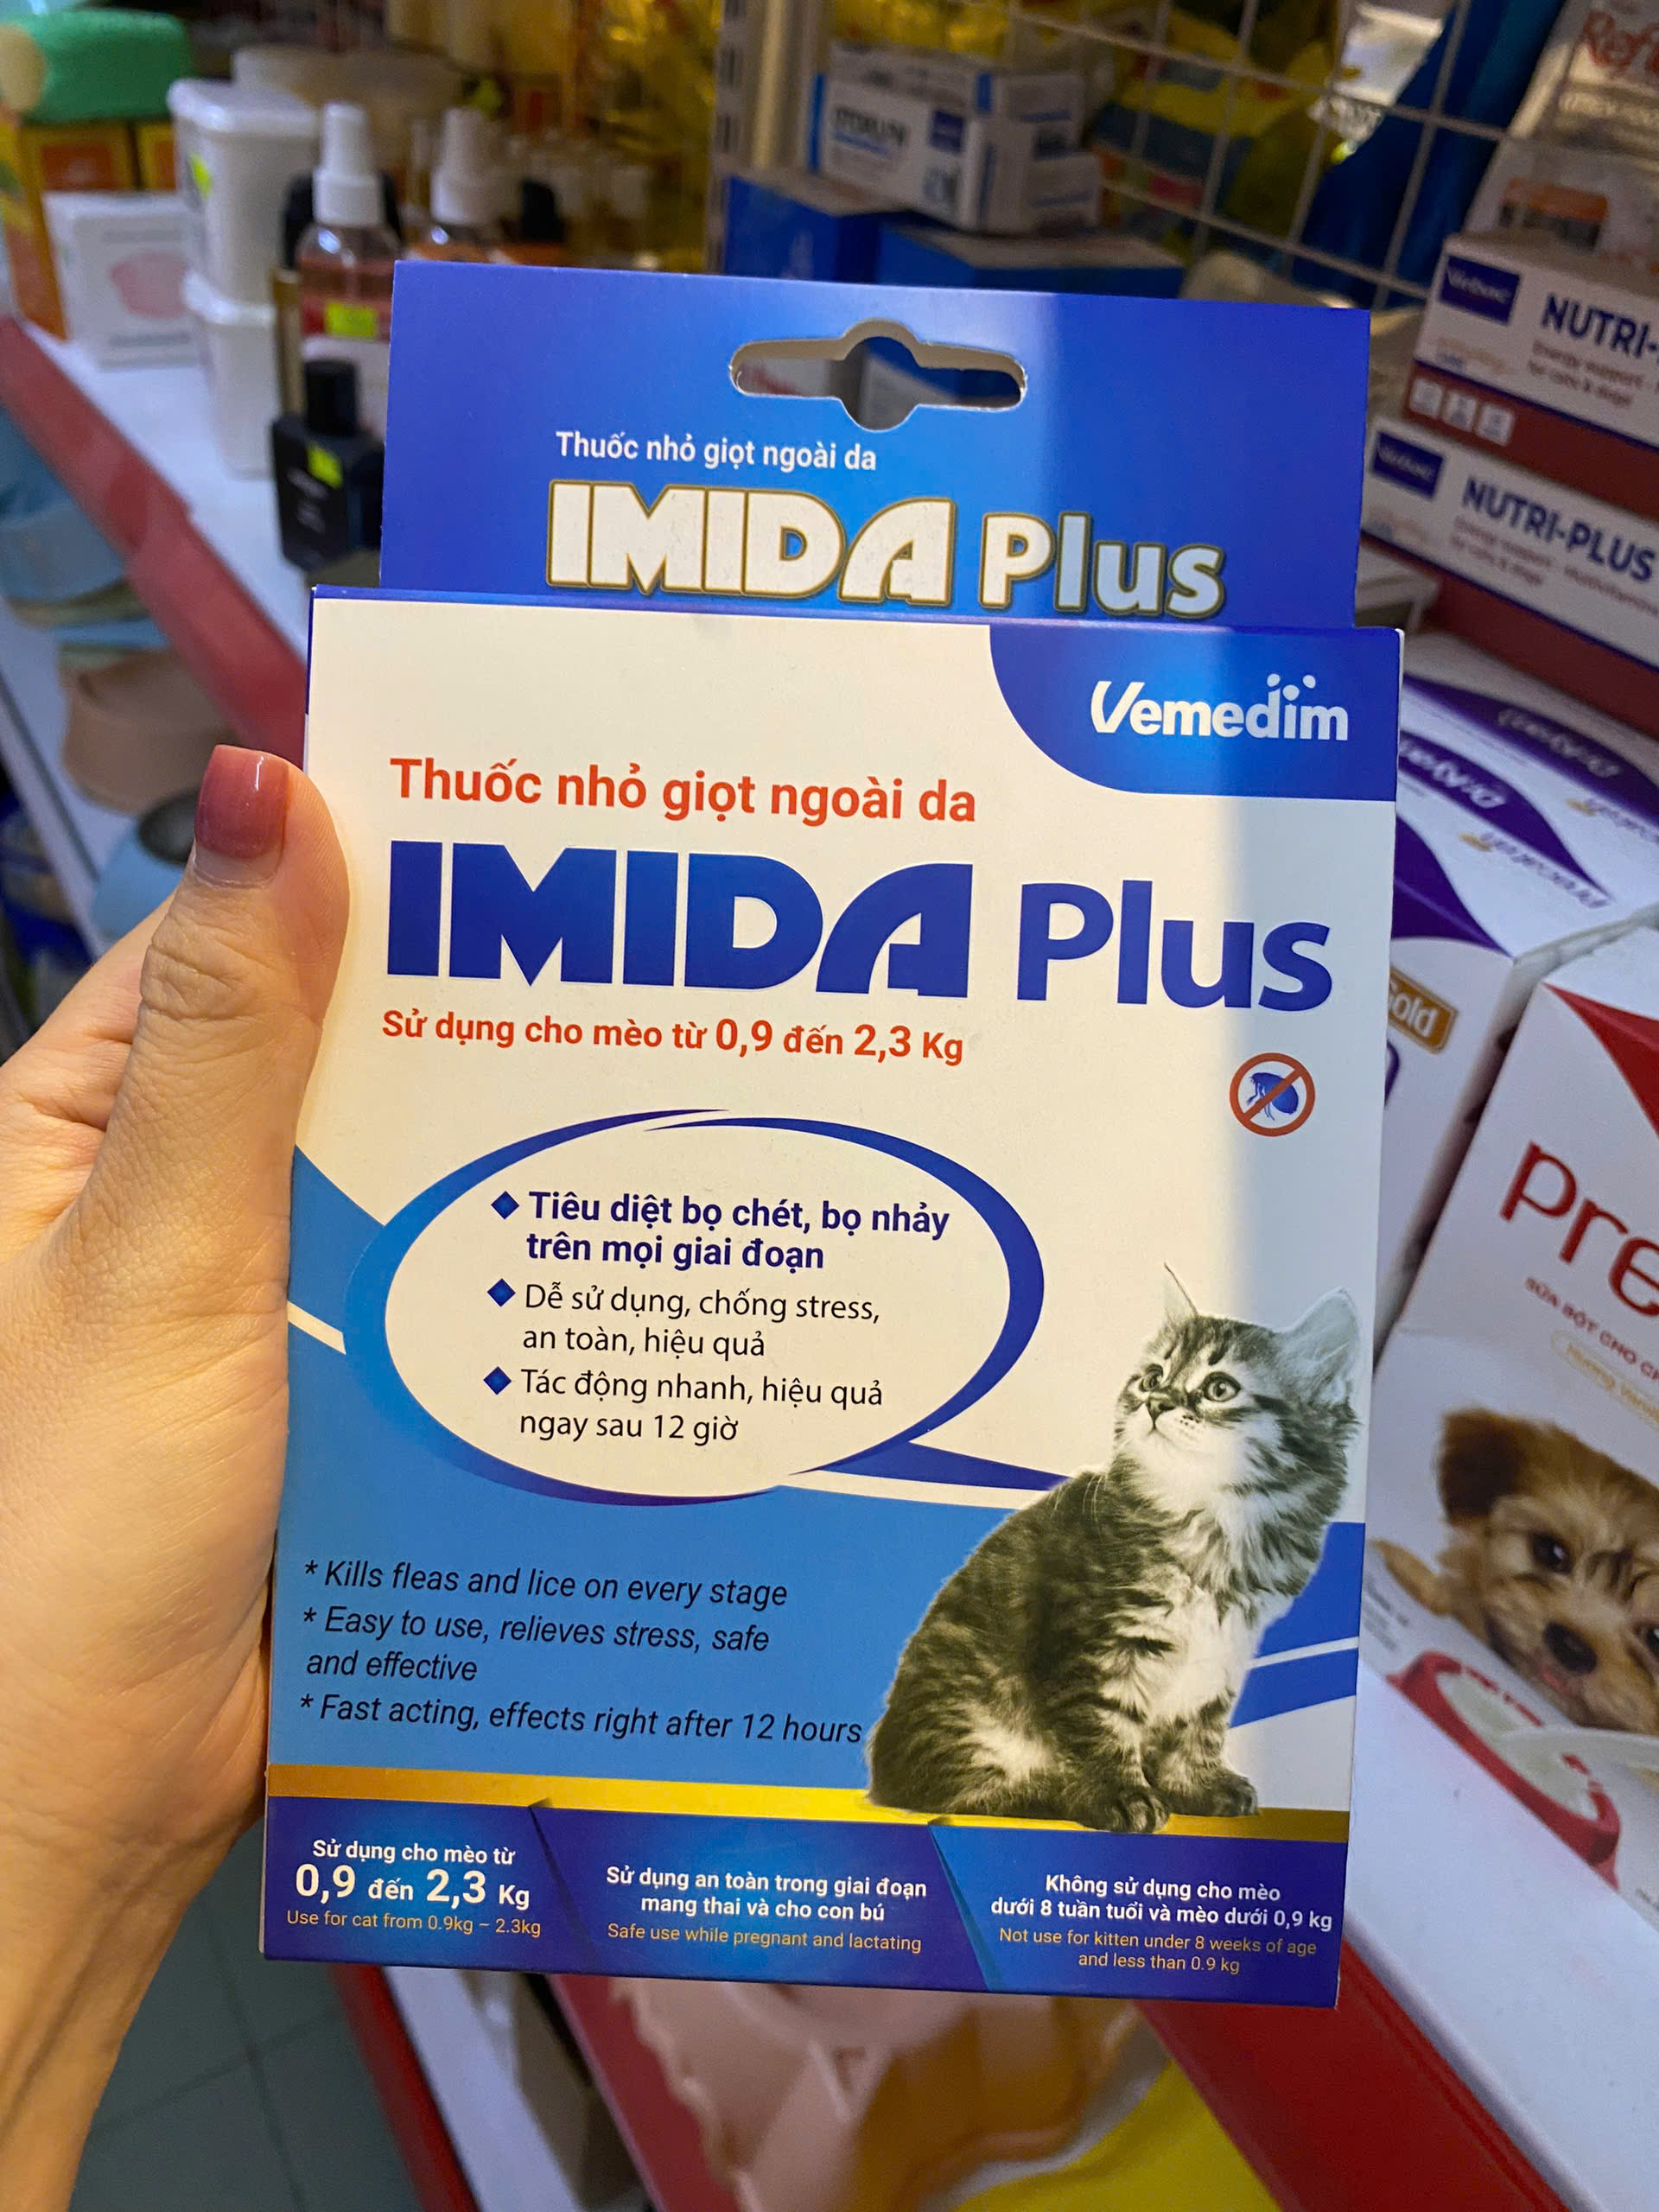 Thuốc nhỏ giọt ngoài da
IMIDA Plus
Vemedim
Thuốc nhỏ giọt ngoài da
IMIDA Plus
Sử dụng cho mèo từ 0,9 đến 2,3 Kg
Tiêu diệt bọ chét, bọ nhảy
trên mọi giai đoạn
Dễ sử dụng, chống stress,
an toàn, hiệu quả
Tác động nhanh, hiệu quả
ngay sau 12 giờ
* Kills fleas and lice on every stage
* Easy to use, relieves stress, safe
and effective
* Fast acting, effects right after 12 hours
Sử dụng cho mèo từ
0,9 đến 2,3 Kg
Use for cat from 0.9kg – 2.3kg
Sử dụng an toàn trong giai đoạn
mang thai và cho con bú
Safe use while pregnant and lactating
Không sử dụng cho mèo
dưới 8 tuần tuổi và mèo dưới 0,9 kg
Not use for kitten under 8 weeks of age
and less than 0.9 kg
Virbac
NUTRI-
Virbac
NUTRI-PLUS
Gold
Pre
SỮA BỘT CHO